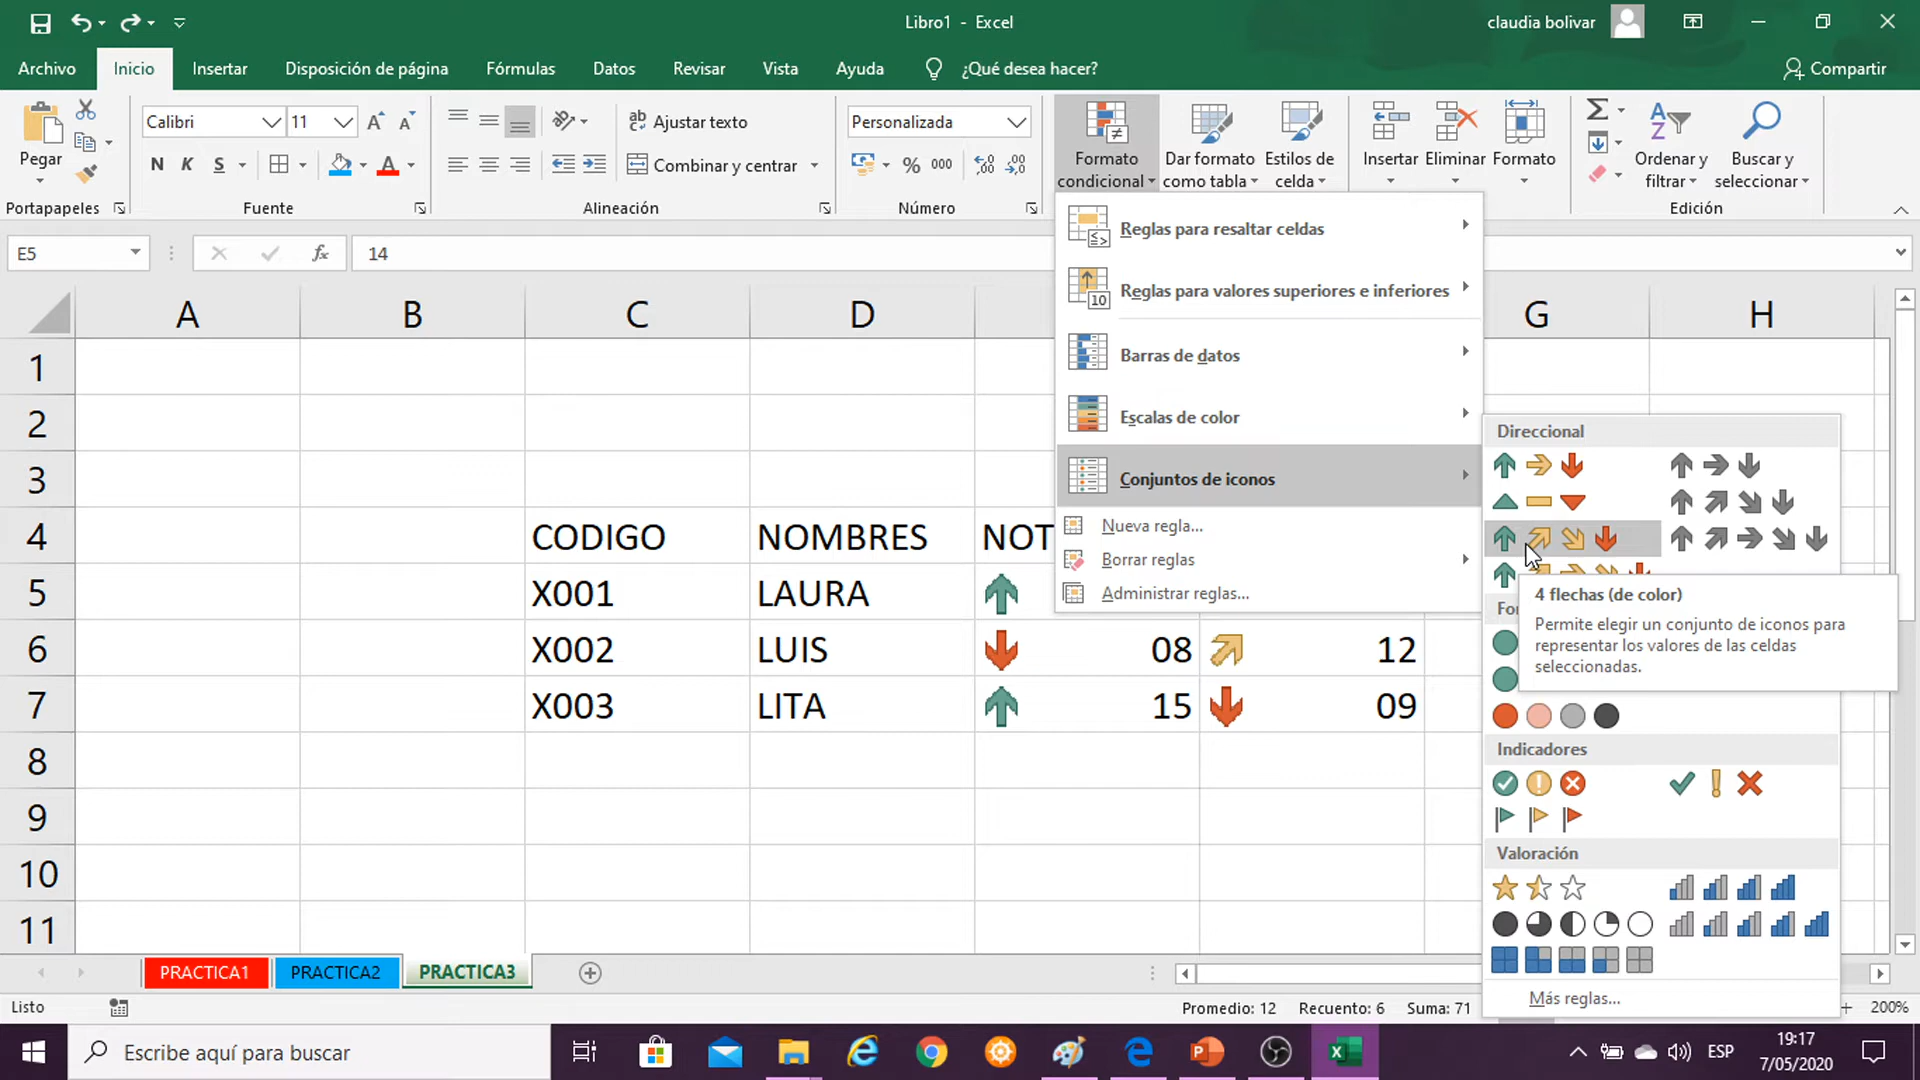 Libro1 - Excel
claudia bolivar
Archivo
Inicio
Insertar
Disposición de página
Fórmulas
Datos
Revisar
Vista
Ayuda
¿Qué desea hacer?
Compartir
Pegar
Portapapeles
Calibri
11
N K S
A
Fuente
Ajustar texto
Combinar y centrar
Alineación
Personalizada
% 000
Número
Formato
condicional
Dar formato
como tabla
Estilos de
celda
Insertar
Eliminar
Formato
Ordenar y
filtrar
Buscar y
seleccionar
Edición
E5
fx
14
Reglas para resaltar celdas
Reglas para valores superiores e inferiores
Barras de datos
Escalas de color
Conjuntos de iconos
Nueva regla...
Borrar reglas
Administrar reglas...
Direccional
4 flechas (de color)
Permite elegir un conjunto de iconos para
representar los valores de las celdas
seleccionadas.
Indicadores
Valoración
Más reglas...
A B C D G H
1
2
3
4 CODIGO NOMBRES NOT
5 X001 LAURA
6 X002 LUIS 08 12
7 X003 LITA 15 09
8
9
10
11
PRACTICA1
PRACTICA2
PRACTICA3
Listo
Promedio: 12
Recuento: 6
Suma: 71
200%
Escribe aquí para buscar
ESP
19:17
7/05/2020